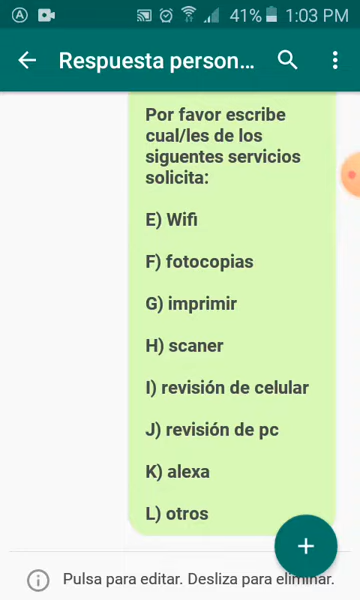 41% 1:03 PM
Respuesta person...
Por favor escribe
cual/les de los
siguentes servicios
solicita:
E) Wifi
F) fotocopias
G) imprimir
H) scaner
I) revisión de celular
J) revisión de pc
K) alexa
L) otros
Pulsa para editar. Desliza para eliminar.